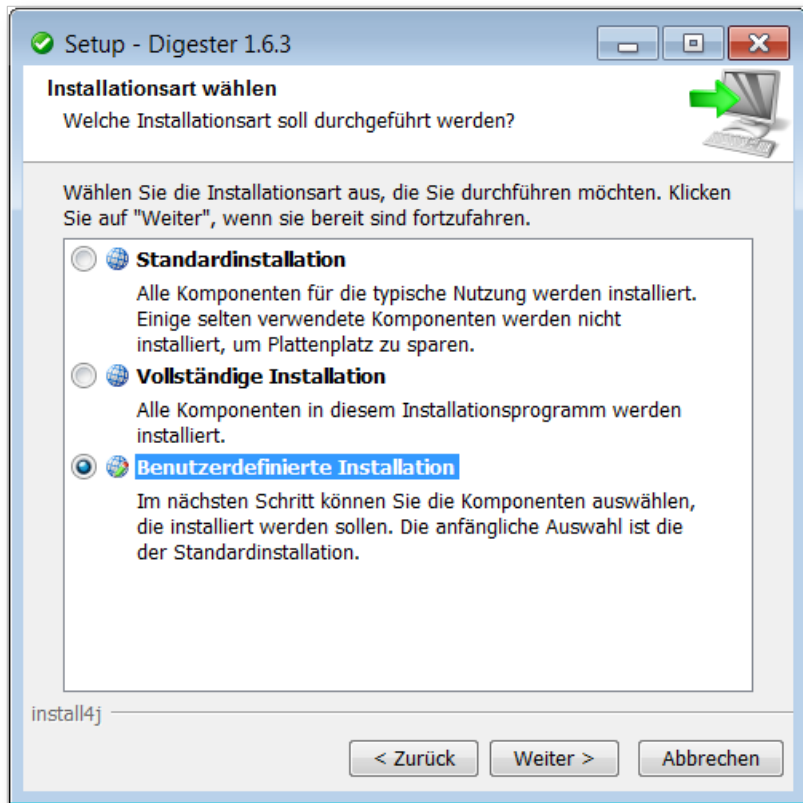 Setup - Digester 1.6.3
Installationsart wählen
Welche Installationsart soll durchgeführt werden?
Wählen Sie die Installationsart aus, die Sie durchführen möchten. Klicken
Sie auf "Weiter", wenn sie bereit sind fortzufahren.
Standardinstallation
Alle Komponenten für die typische Nutzung werden installiert.
Einige selten verwendete Komponenten werden nicht
installiert, um Plattenplatz zu sparen.
Vollständige Installation
Alle Komponenten in diesem Installationsprogramm werden
installiert.
Benutzerdefinierte Installation
Im nächsten Schritt können Sie die Komponenten auswählen,
die installiert werden sollen. Die anfängliche Auswahl ist die
der Standardinstallation.
install4j
< Zurück Weiter > Abbrechen